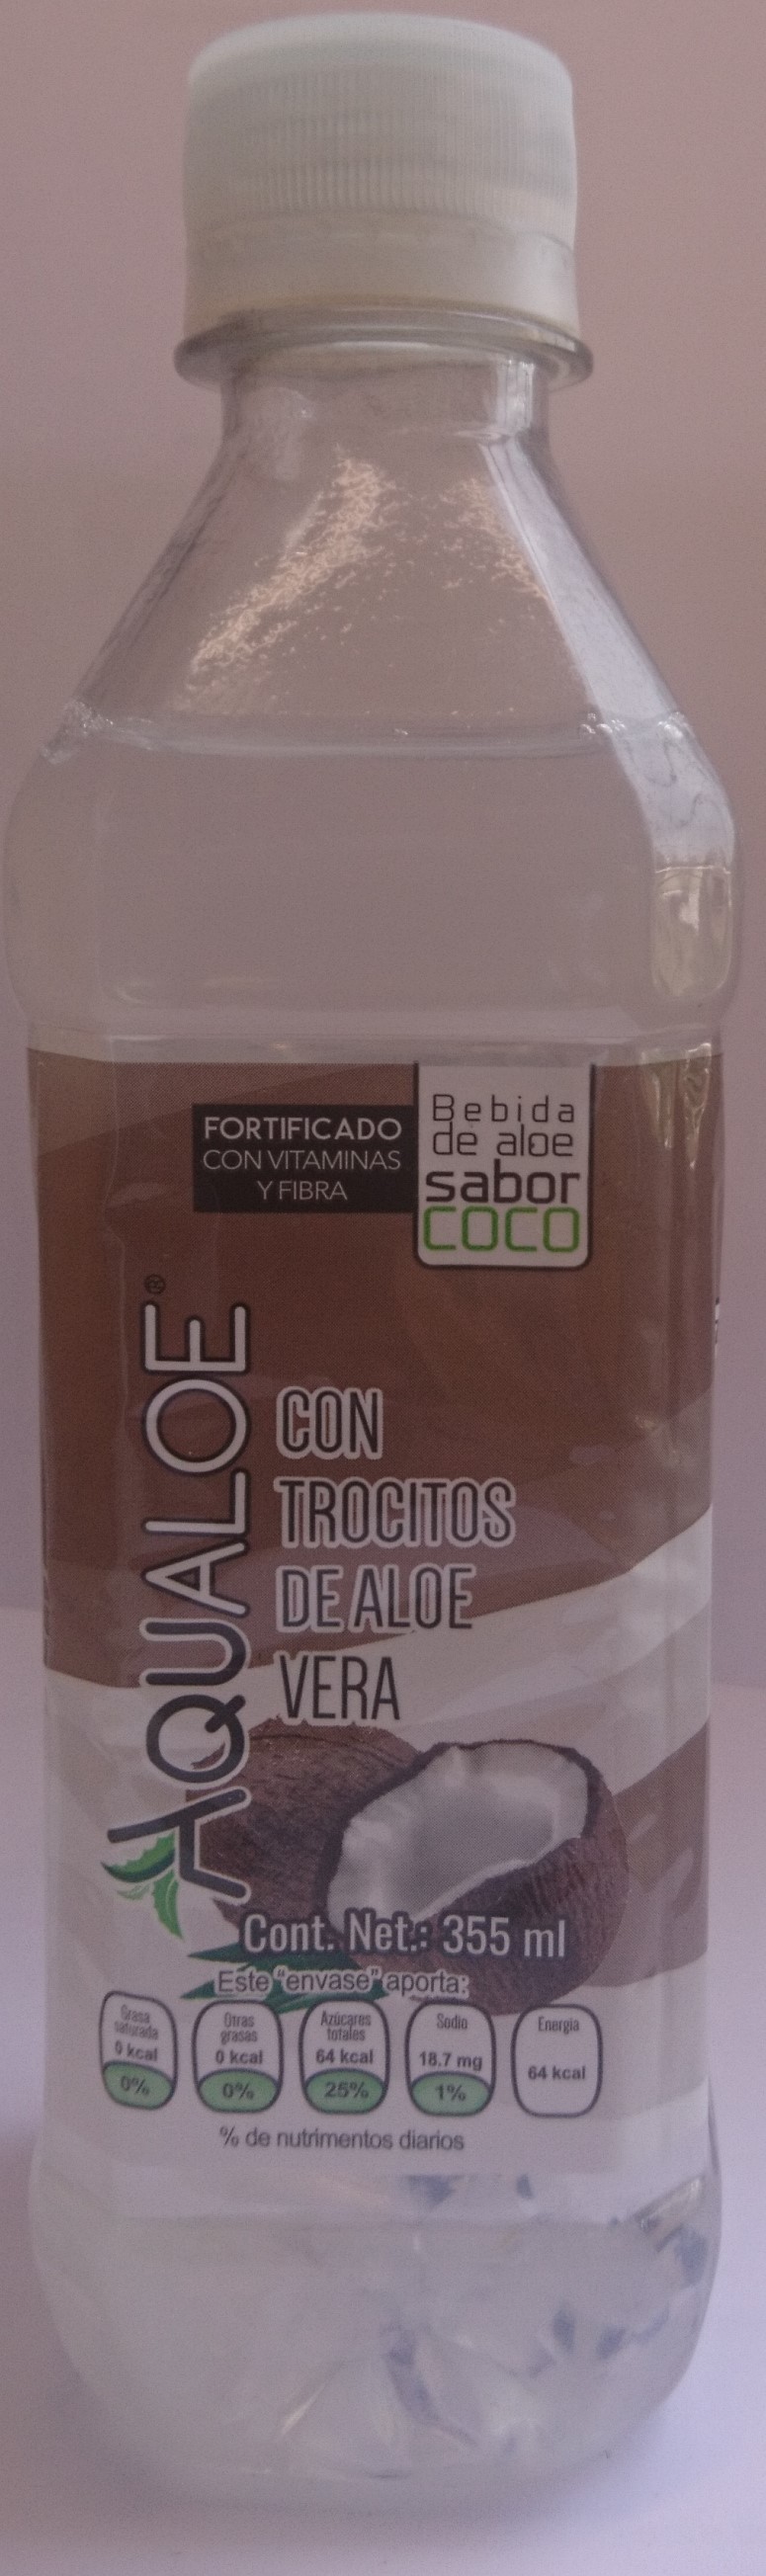 FORTIFICADO
CON VITAMINAS
Y FIBRA
Bebida
de aloe
sabor
COCO
AQUALOE®
CON
TROCITOS
DE ALOE
VERA
Cont. Net.: 355 ml
Este "envase" aporta:
Grasa
saturada
0 kcal
0%
Otras
grasas
0 kcal
0%
Azúcares
totales
64 kcal
25%
Sodio
18.7 mg
1%
Energía
64 kcal
% de nutrimentos diarios